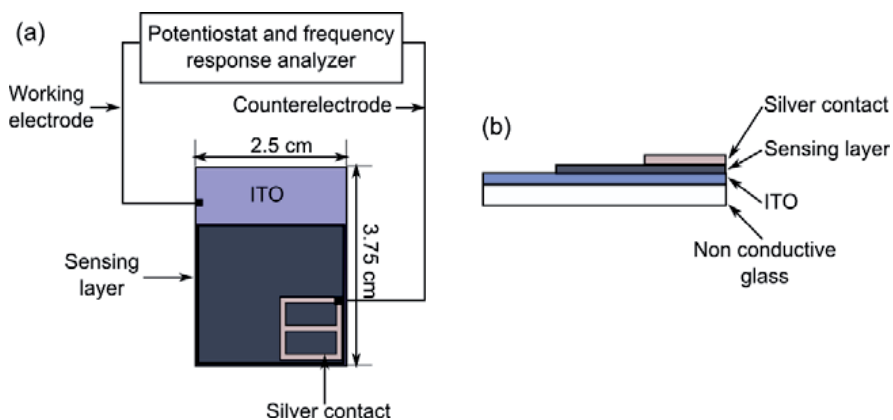 (a)
Potentiostat and frequency
response analyzer
Working
electrode
Counterelectrode
2.5 cm
ITO
3.75 cm
Sensing
layer
Silver contact
(b)
Silver contact
Sensing layer
ITO
Non conductive
glass